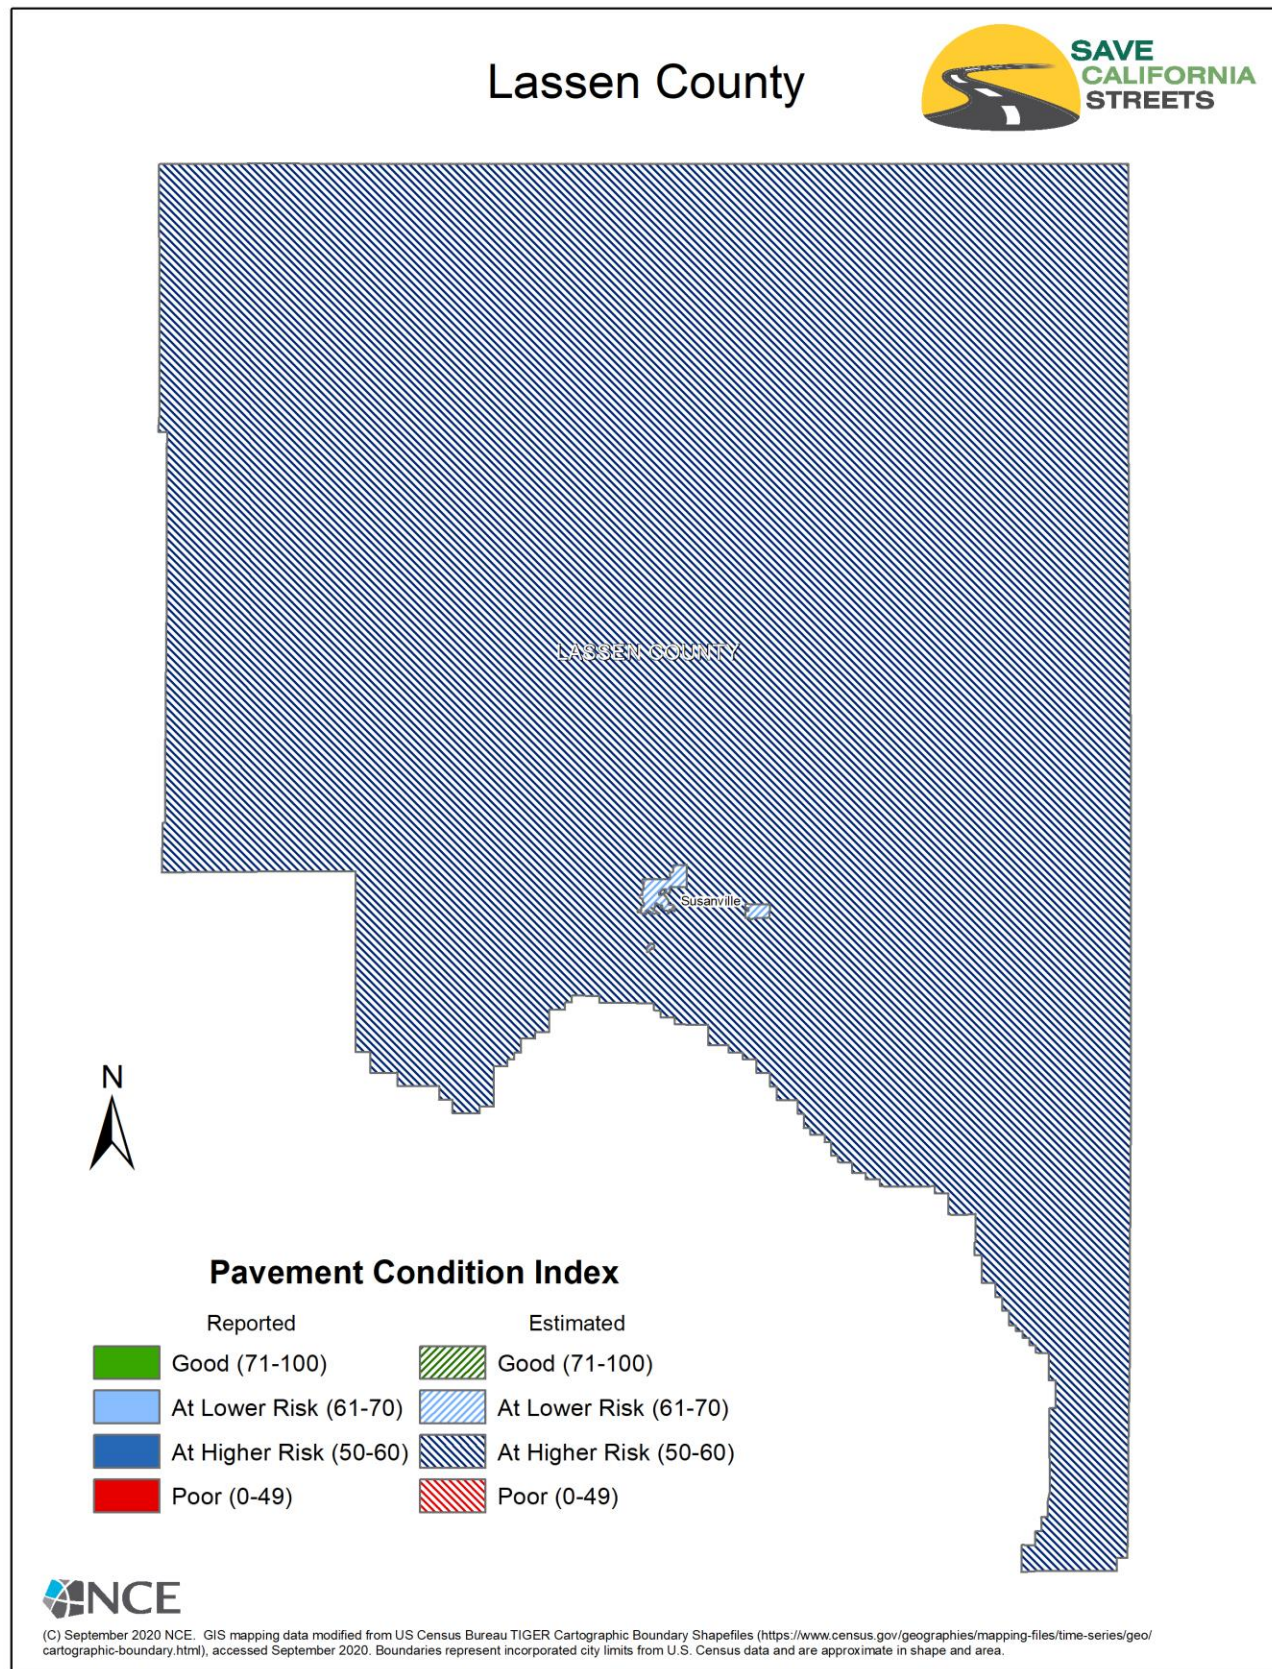 Lassen County
SAVE
CALIFORNIA
STREETS
LASSEN COUNTY
Susanville
N
Pavement Condition Index
Reported
Estimated
Good (71-100)
Good (71-100)
At Lower Risk (61-70)
At Lower Risk (61-70)
At Higher Risk (50-60)
At Higher Risk (50-60)
Poor (0-49)
Poor (0-49)
NCE
(C) September 2020 NCE. GIS mapping data modified from US Census Bureau TIGER Cartographic Boundary Shapefiles (https://www.census.gov/geographies/mapping-files/time-series/geo/
cartographic-boundary.html), accessed September 2020. Boundaries represent incorporated city limits from U.S. Census data and are approximate in shape and area.